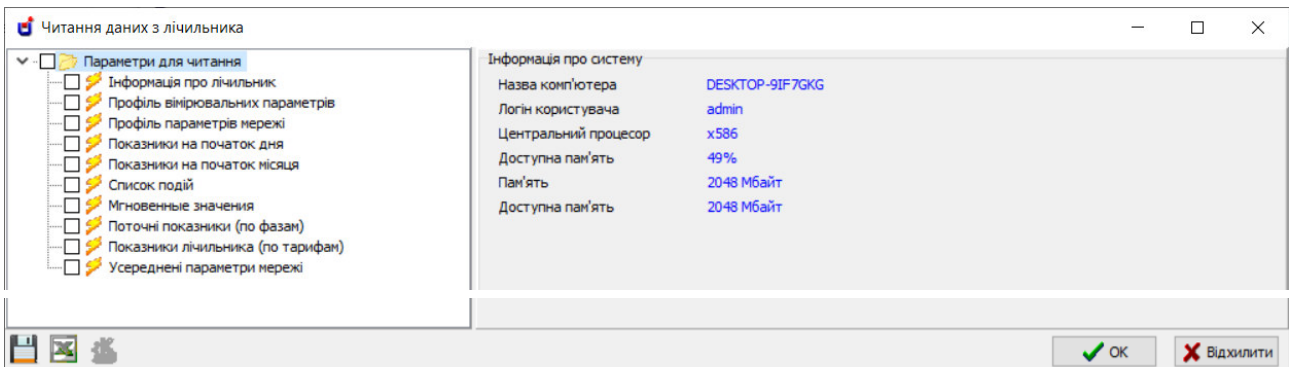 Читання даних з лічильника
Параметри для читання
Інформація про лічильник
Профіль вімірювальних параметрів
Профіль параметрів мережі
Показники на початок дня
Показники на початок місяця
Список подій
Мгновенные значения
Поточні показники (по фазам)
Показники лічильника (по тарифам)
Усереднені параметри мережі
Інформація про систему
Назва комп'ютера DESKTOP-9IF7GKG
Логін користувача admin
Центральний процесор x586
Доступна пам'ять 49%
Пам'ять 2048 Мбайт
Доступна пам'ять 2048 Мбайт
OK
Відхилити